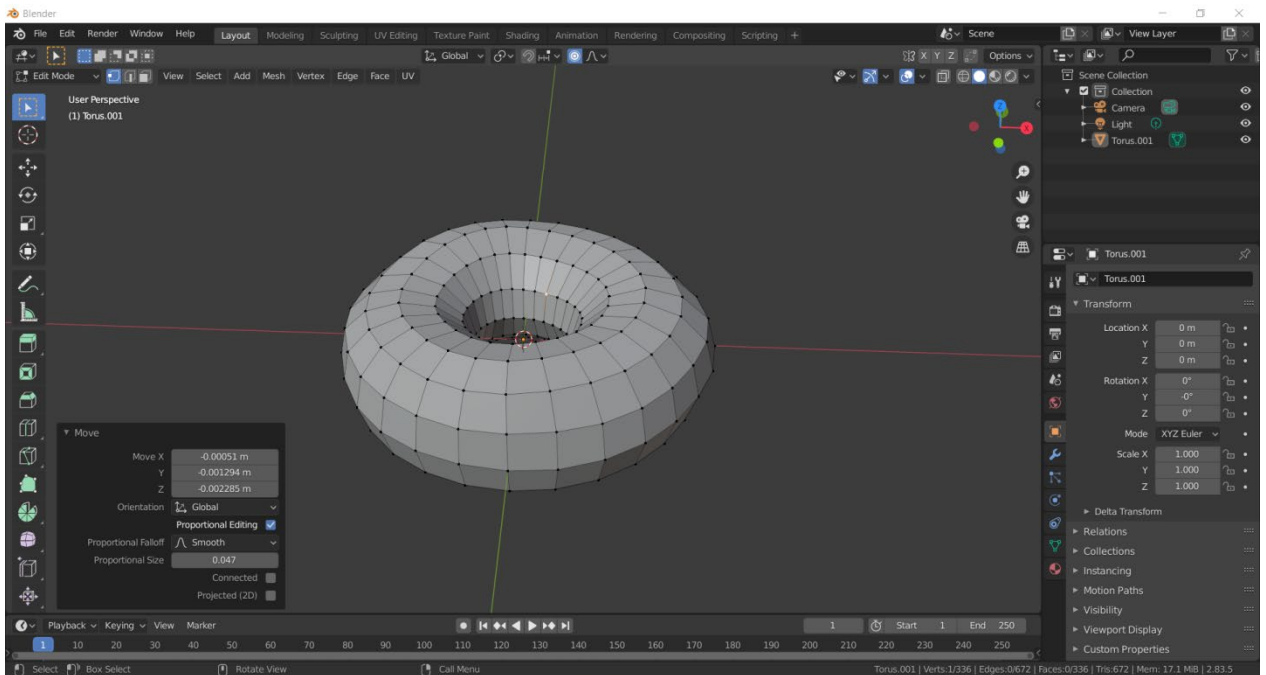 Blender
File Edit Render Window Help Layout Modeling Sculpting UV Editing Texture Paint Shading Animation Rendering Compositing Scripting + Scene View Layer
Global X Y Z Options
Edit Mode View Select Add Mesh Vertex Edge Face UV
User Perspective
(1) Torus.001
Z
X
Scene Collection
Collection
Camera
Light
Torus.001
Torus.001
Torus.001
Transform
Location X 0 m
Y 0 m
Z 0 m
Rotation X 0°
Y -0°
Z 0°
Mode XYZ Euler
Scale X 1.000
Y 1.000
Z 1.000
Delta Transform
Relations
Collections
Instancing
Motion Paths
Visibility
Viewport Display
Custom Properties
Move
Move X -0.00051 m
Y -0.001294 m
Z -0.002285 m
Orientation Global
Proportional Editing
Proportional Falloff Smooth
Proportional Size 0.047
Connected
Projected (2D)
Playback Keying View Marker 1 Start 1 End 250
1 10 20 30 40 50 60 70 80 90 100 110 120 130 140 150 160 170 180 190 200 210 220 230 240 250
Select Box Select Rotate View Call Menu Torus.001 | Verts:1/336 | Edges:0/672 | Faces:0/336 | Tris:672 | Mem: 17.1 MiB | 2.83.5